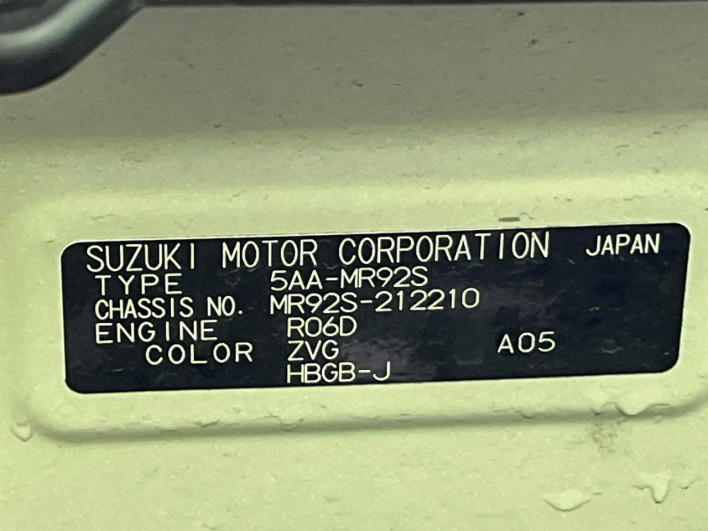 SUZUKI MOTOR CORPORATION JAPAN
TYPE 5AA-MR92S
CHASSIS NO. MR92S-212210
ENGINE R06D
COLOR ZVG A05
HBGB-J